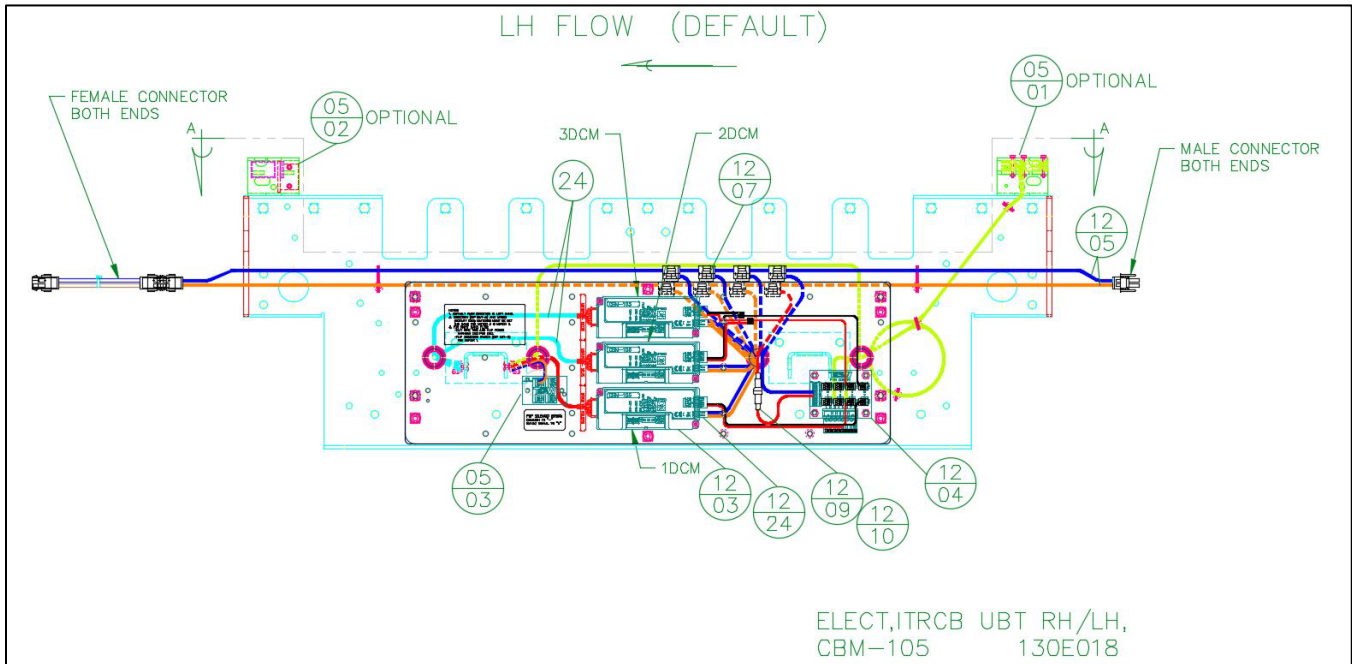 LH FLOW (DEFAULT)
FEMALE CONNECTOR
BOTH ENDS
05
02
OPTIONAL
05
01
OPTIONAL
A
A
3DCM
2DCM
MALE CONNECTOR
BOTH ENDS
24
12
07
12
05
CBM-105
1DCM
05
03
12
03
12
24
12
09
12
10
12
04
ELECT,ITRCB UBT RH/LH,
CBM-105 130E018